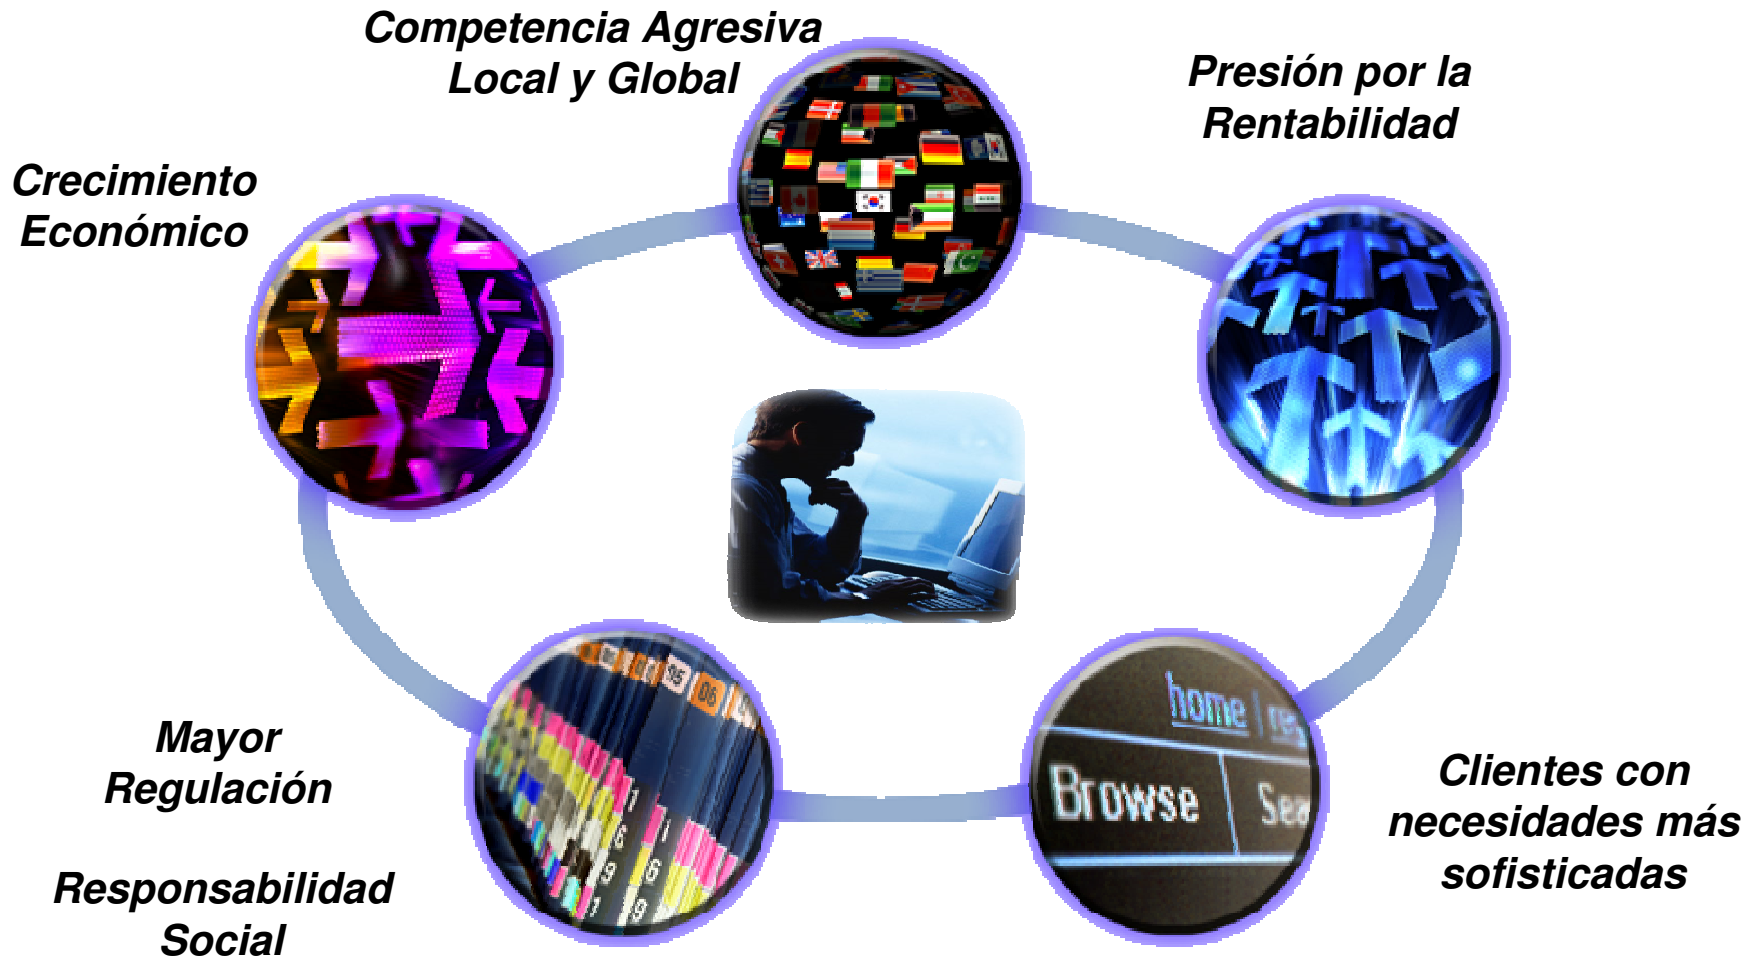 Competencia Agresiva
Local y Global
Presión por la
Rentabilidad
Crecimiento
Económico
home |
Browse
Mayor
Regulación
Clientes con
necesidades más
sofisticadas
Responsabilidad
Social
06